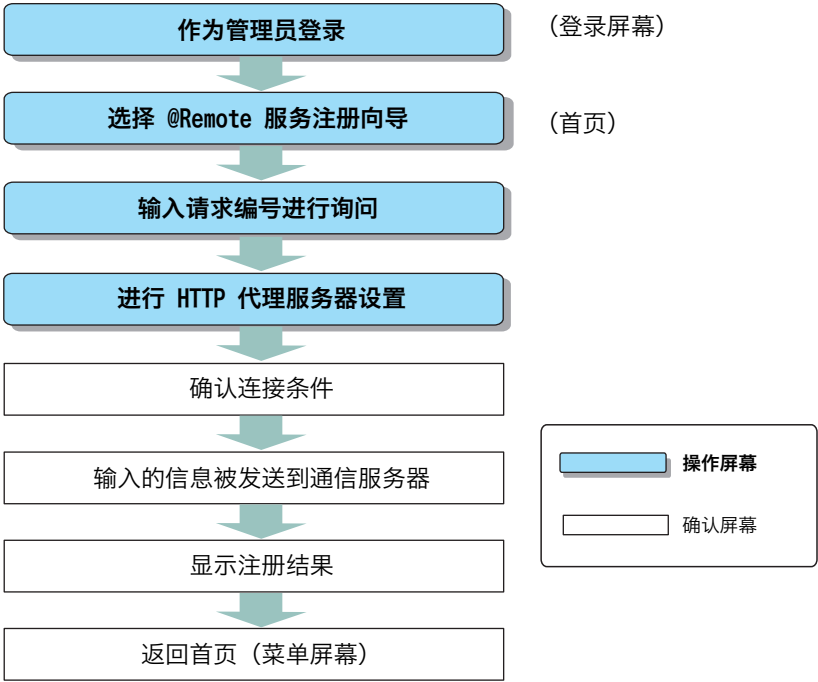 作为管理员登录
（登录屏幕）
选择 @Remote 服务注册向导
（首页）
输入请求编号进行询问
进行 HTTP 代理服务器设置
确认连接条件
输入的信息被发送到通信服务器
显示注册结果
返回首页（菜单屏幕）
操作屏幕
确认屏幕